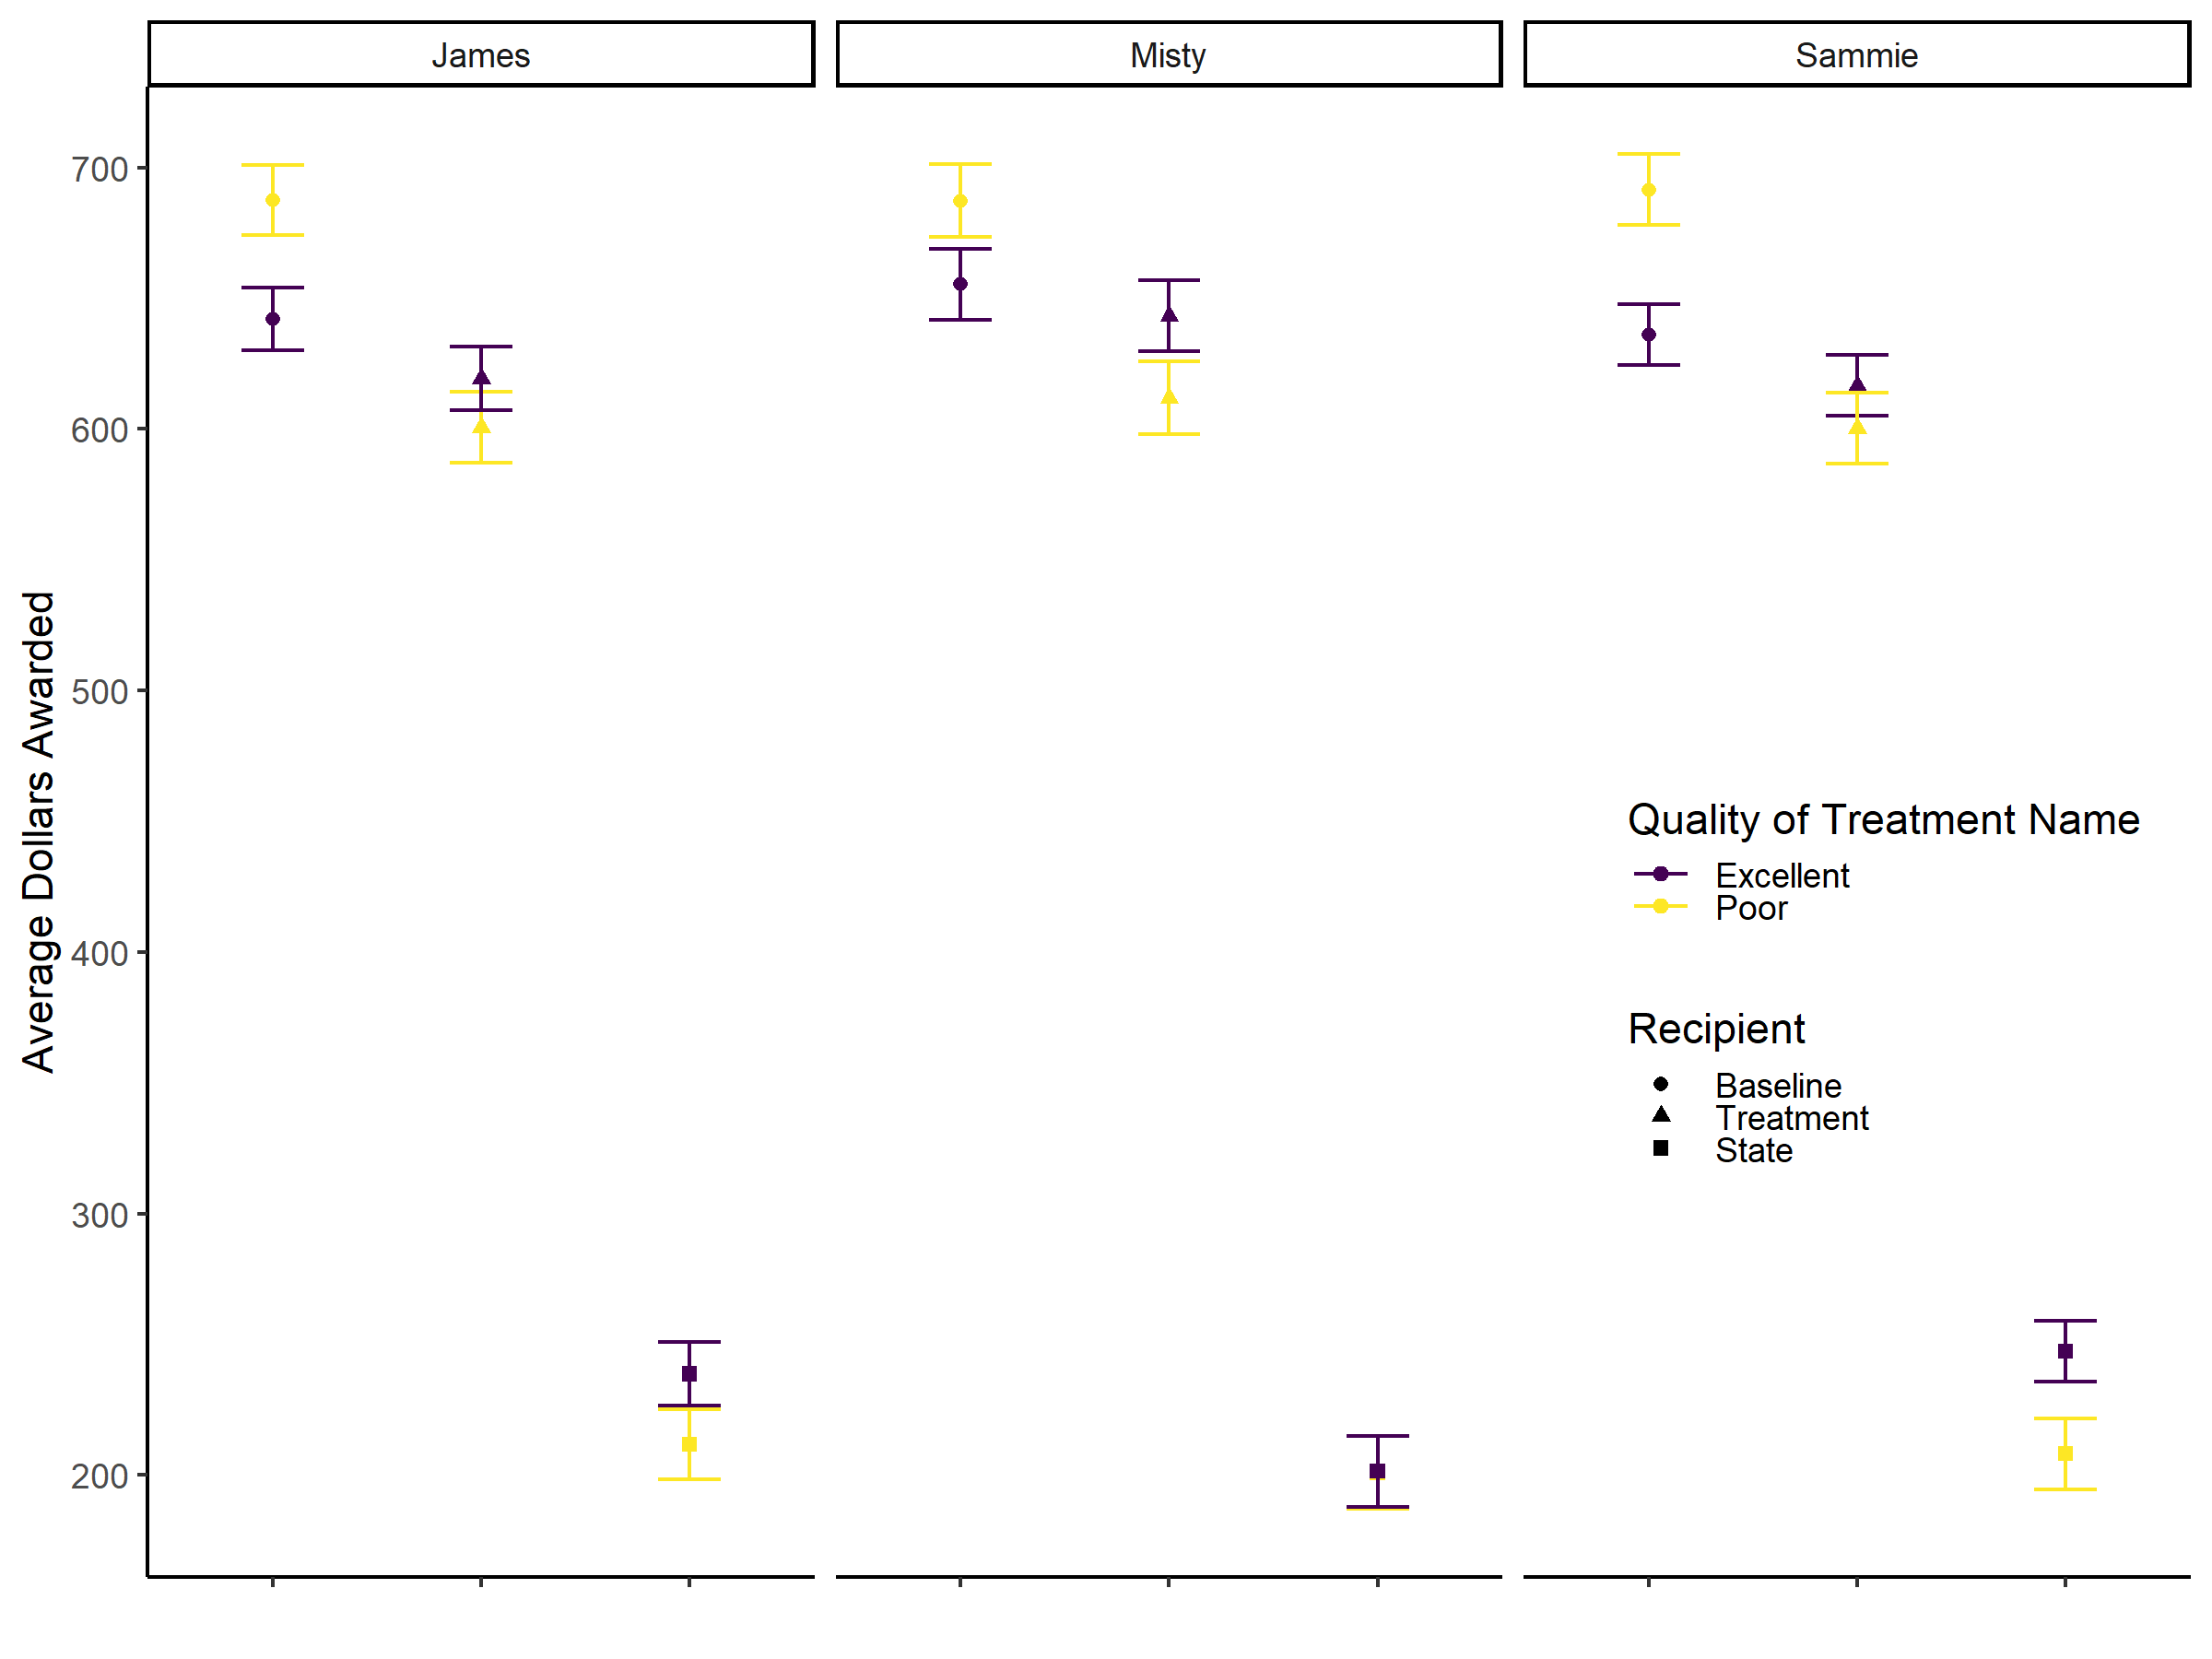 James
Misty
Sammie
Average Dollars Awarded
700
600
500
400
300
200
Quality of Treatment Name
Excellent
Poor
Recipient
Baseline
Treatment
State